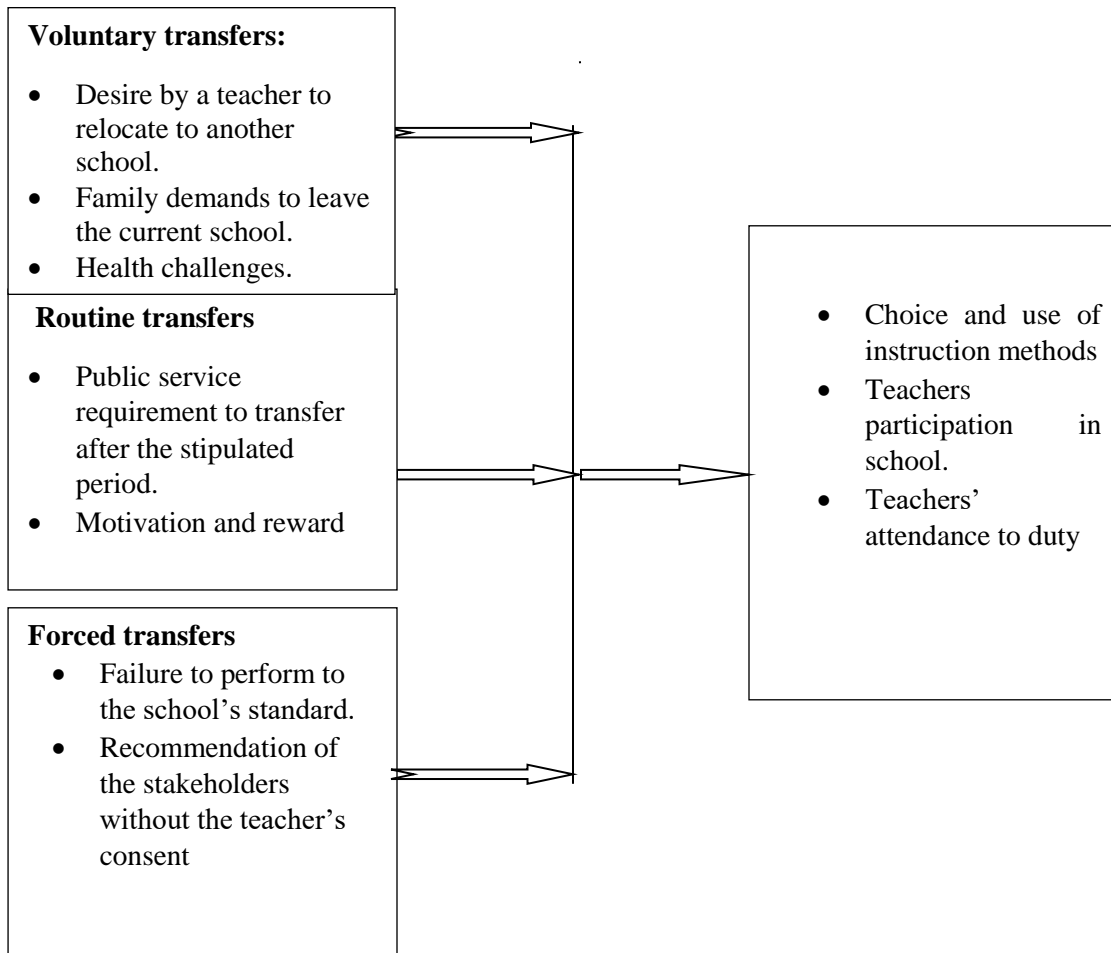 Voluntary transfers:
• Desire by a teacher to
relocate to another
school.
• Family demands to leave
the current school.
• Health challenges.
Routine transfers
• Public service
requirement to transfer
after the stipulated
period.
• Motivation and reward
Forced transfers
• Failure to perform to
the school’s standard.
• Recommendation of
the stakeholders
without the teacher’s
consent
• Choice and use of
instruction methods
• Teachers
participation in
school.
• Teachers’
attendance to duty